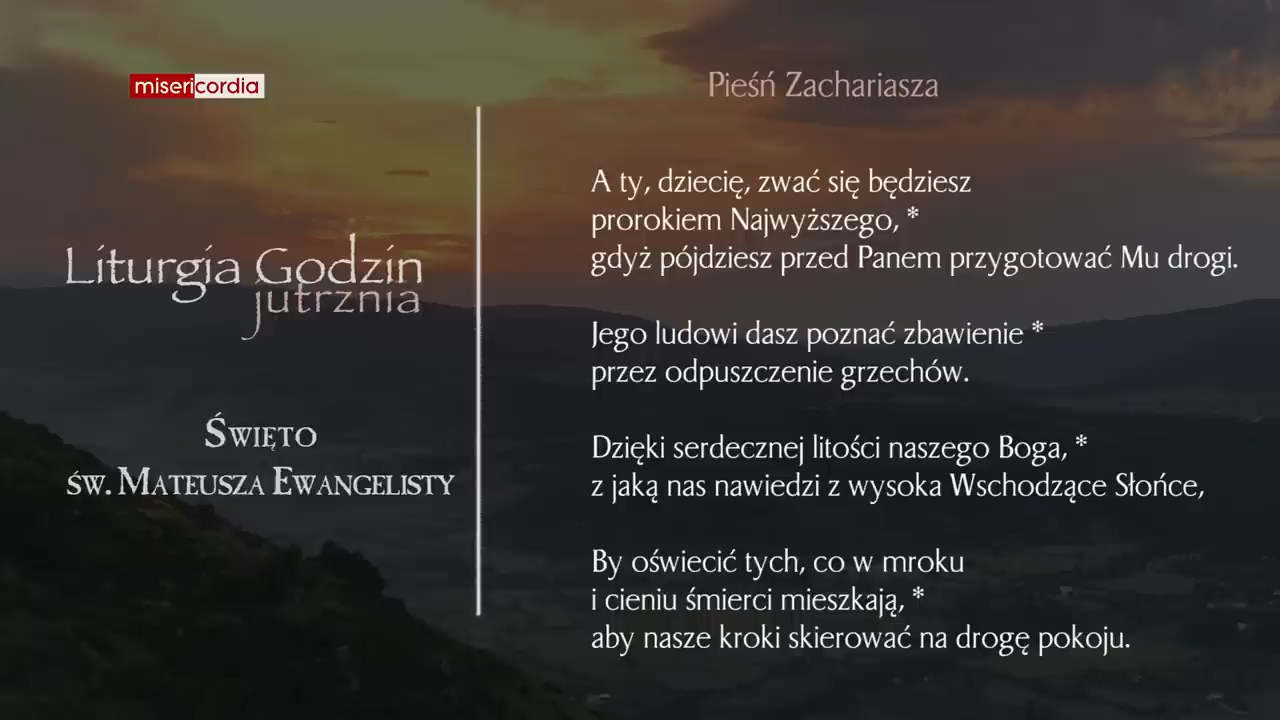 misericordia
Liturgia Godzin
jutrznia
Święto
św. Mateusza Ewangelisty
Pieśń Zachariasza
A ty, dziecię, zwać się będziesz
prorokiem Najwyższego, *
gdyż pójdziesz przed Panem przygotować Mu drogi.
Jego ludowi dasz poznać zbawienie *
przez odpuszczenie grzechów.
Dzięki serdecznej litości naszego Boga, *
z jaką nas nawiedzi z wysoka Wschodzące Słońce,
By oświecić tych, co w mroku
i cieniu śmierci mieszkają, *
aby nasze kroki skierować na drogę pokoju.